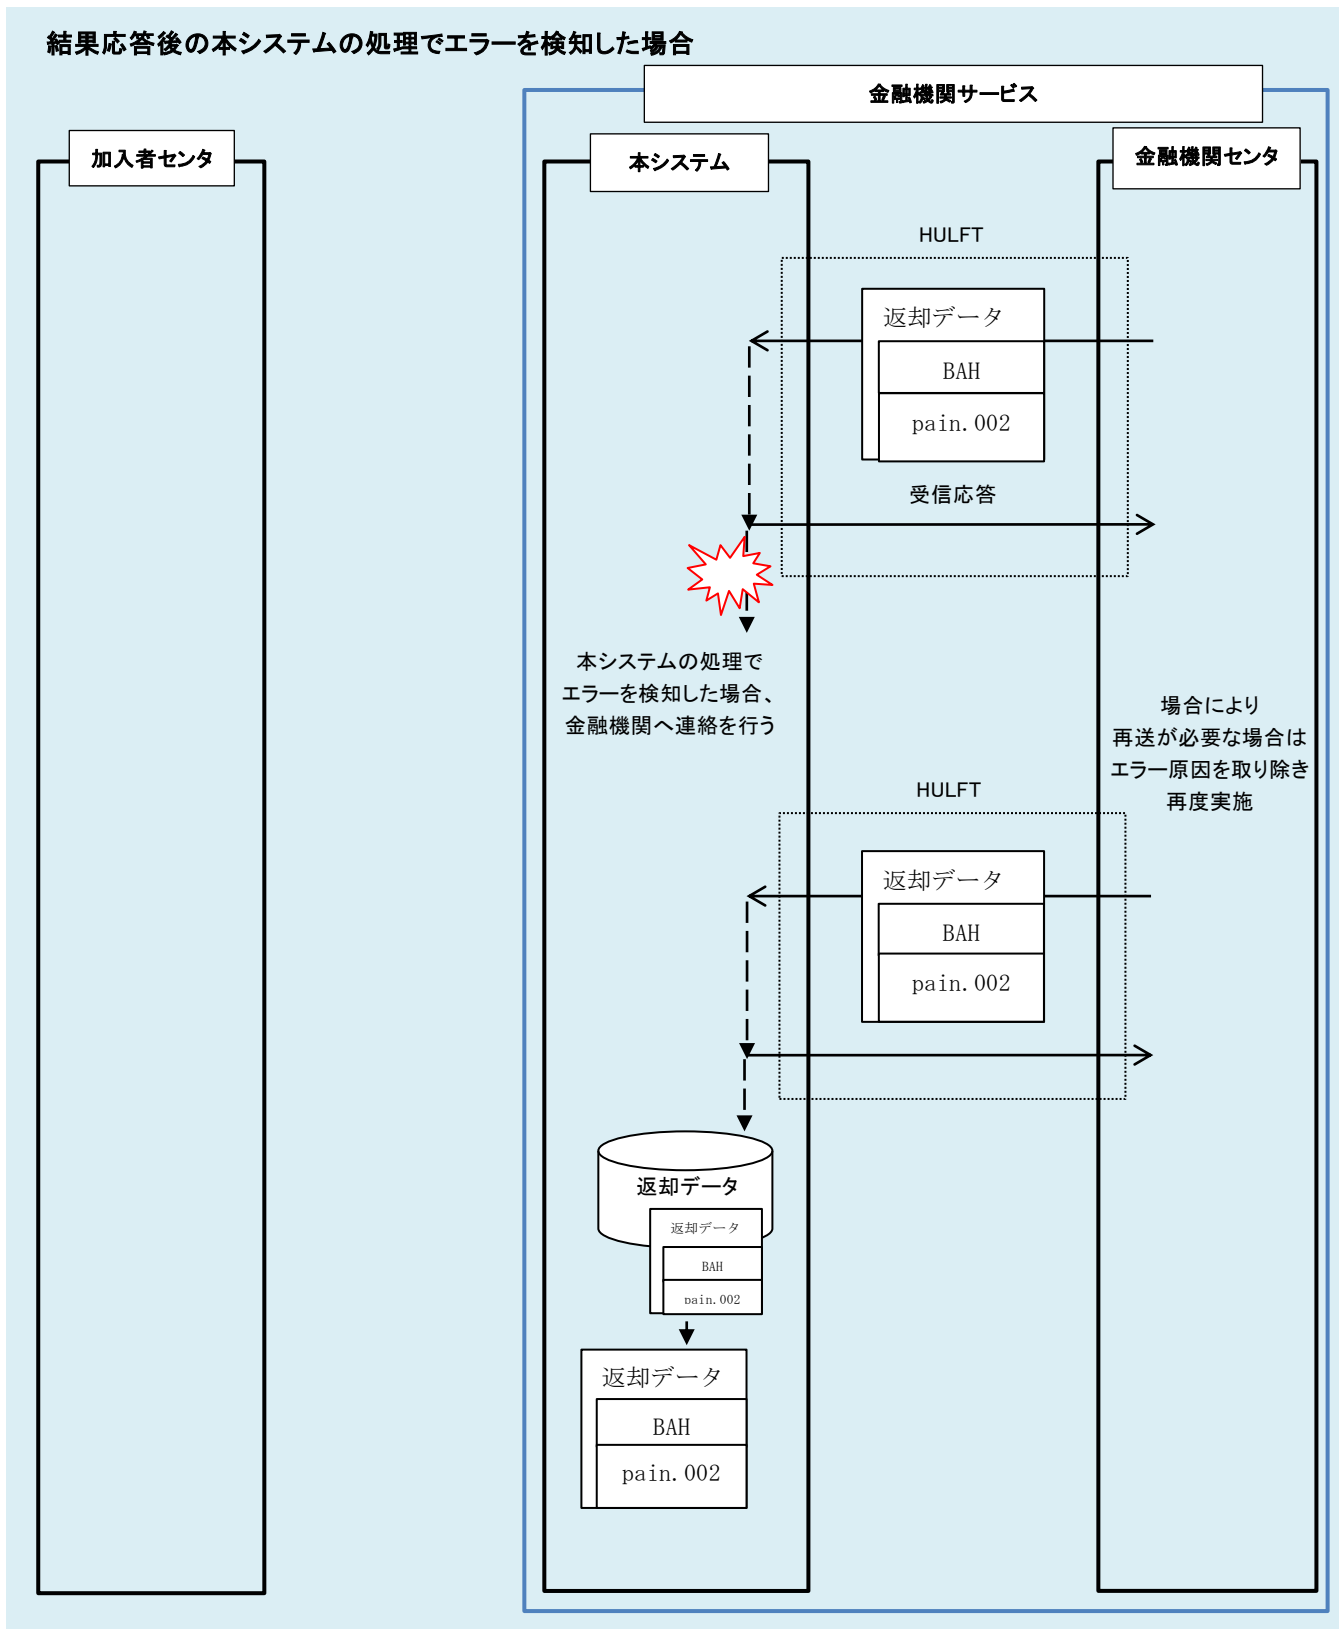 結果応答後の本システムの処理でエラーを検知した場合
金融機関サービス
加入者センタ
本システム
金融機関センタ
HULFT
返却データ
BAH
pain.002
受信応答
本システムの処理で
エラーを検知した場合、
金融機関へ連絡を行う
場合により
再送が必要な場合は
エラー原因を取り除き
再度実施
HULFT
返却データ
BAH
pain.002
返却データ
返却データ
BAH
pain.002
返却データ
BAH
pain.002